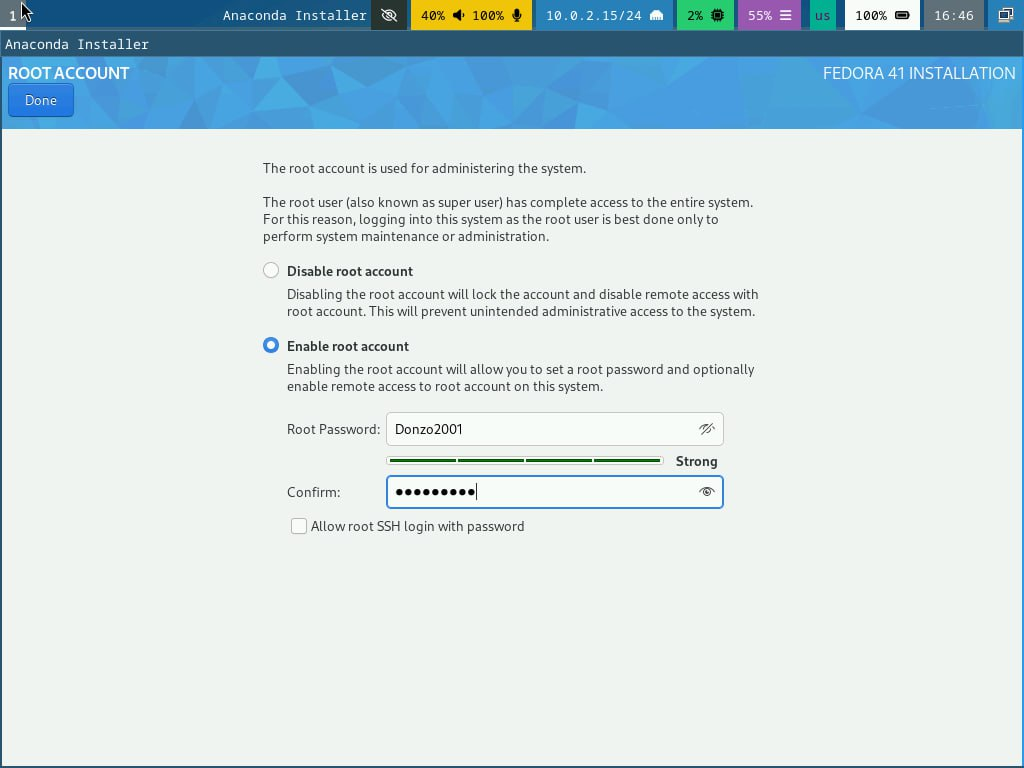 1 Anaconda Installer 40% 100% 10.0.2.15/24 2% 55% us 100% 16:46
Anaconda Installer
ROOT ACCOUNT FEDORA 41 INSTALLATION
Done
The root account is used for administering the system.
The root user (also known as super user) has complete access to the entire system.
For this reason, logging into this system as the root user is best done only to
perform system maintenance or administration.
Disable root account
Disabling the root account will lock the account and disable remote access with
root account. This will prevent unintended administrative access to the system.
Enable root account
Enabling the root account will allow you to set a root password and optionally
enable remote access to root account on this system.
Root Password: Donzo2001
Strong
Confirm: ●●●●●●●●●
Allow root SSH login with password